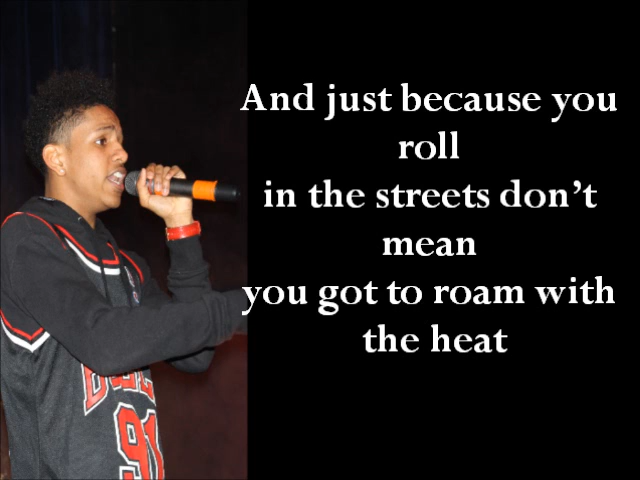 And just because you
roll
in the streets don't
mean
you got to roam with
the heat
91